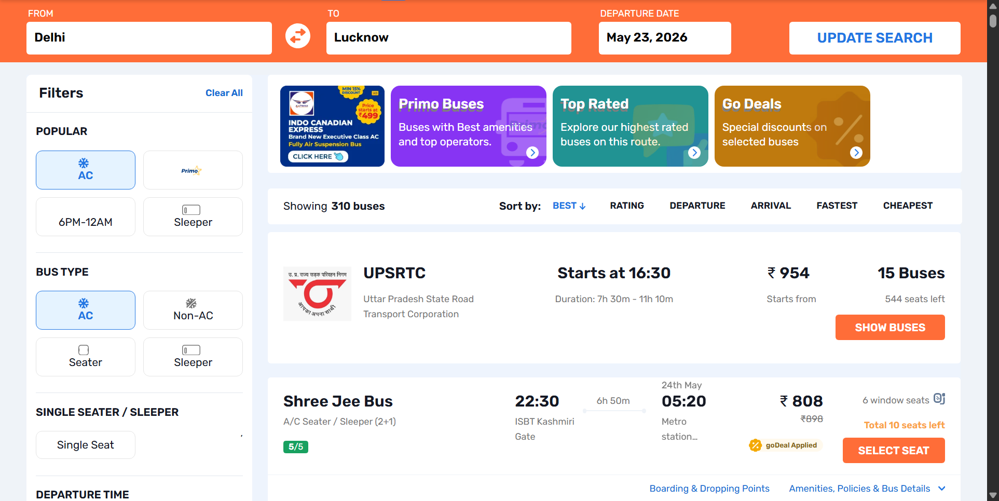 FROM
Delhi
TO
Lucknow
DEPARTURE DATE
May 23, 2026
UPDATE SEARCH
Filters
Clear All
POPULAR
AC
Primo
6PM-12AM
Sleeper
BUS TYPE
AC
Non-AC
Seater
Sleeper
SINGLE SEATER / SLEEPER
Single Seat
DEPARTURE TIME
MIN 15%
DISCOUNT
AD
EXPRESS
Price
starts at
₹499
INDO CANADIAN
EXPRESS
Brand New Executive Class AC
Fully Air Suspension Bus
CLICK HERE
Primo Buses
Buses with Best amenities
and top operators.
Top Rated
Explore our highest rated
buses on this route.
Go Deals
Special discounts on
selected buses
Showing 310 buses
Sort by:
BEST
RATING
DEPARTURE
ARRIVAL
FASTEST
CHEAPEST
उ. प्र. राज्य सड़क परिवहन निगम
आपका अपना साथी
UPSRTC
Uttar Pradesh State Road
Transport Corporation
Starts at 16:30
Duration: 7h 30m - 11h 10m
₹ 954
Starts from
15 Buses
544 seats left
SHOW BUSES
Shree Jee Bus
A/C Seater / Sleeper (2+1)
5/5
22:30
ISBT Kashmiri
Gate
6h 50m
24th May
05:20
Metro
station...
₹ 808
₹898
goDeal Applied
6 window seats
Total 10 seats left
SELECT SEAT
Boarding & Dropping Points
Amenities, Policies & Bus Details